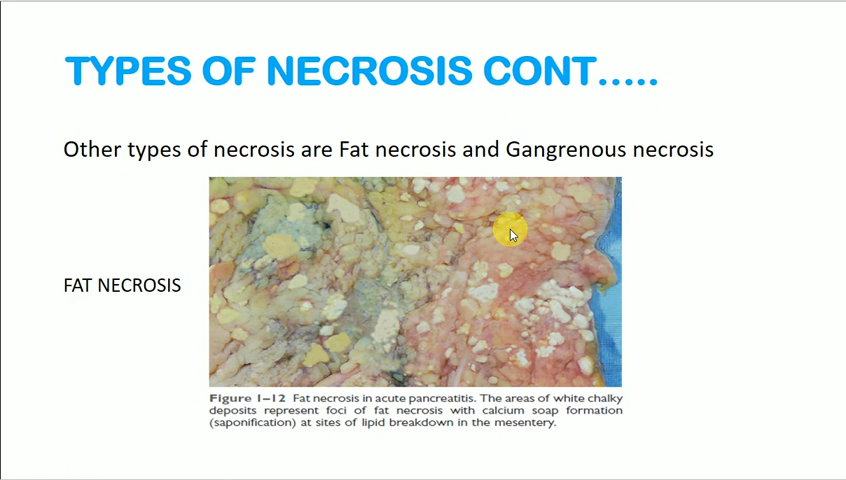 TYPES OF NECROSIS CONT.....
Other types of necrosis are Fat necrosis and Gangrenous necrosis
FAT NECROSIS
Figure 1–12 Fat necrosis in acute pancreatitis. The areas of white chalky
deposits represent foci of fat necrosis with calcium soap formation
(saponification) at sites of lipid breakdown in the mesentery.